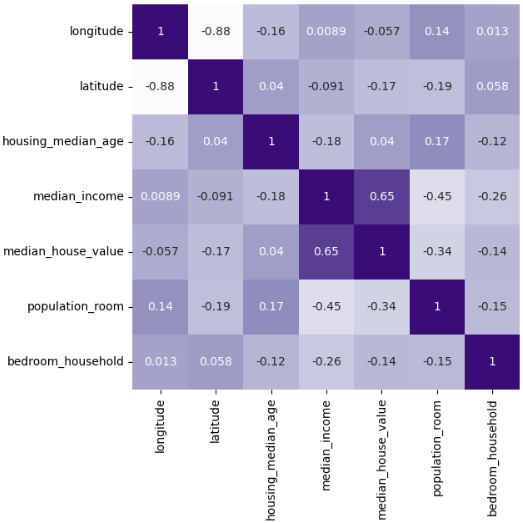 longitude 1 -0.88 -0.16 0.0089 -0.057 0.14 0.013
latitude -0.88 1 0.04 -0.091 -0.17 -0.19 0.058
housing_median_age -0.16 0.04 1 -0.18 0.04 0.17 -0.12
median_income 0.0089 -0.091 -0.18 1 0.65 -0.45 -0.26
median_house_value -0.057 -0.17 0.04 0.65 1 -0.34 -0.14
population_room 0.14 -0.19 0.17 -0.45 -0.34 1 -0.15
bedroom_household 0.013 0.058 -0.12 -0.26 -0.14 -0.15 1
longitude
latitude
housing_median_age
median_income
median_house_value
population_room
bedroom_household